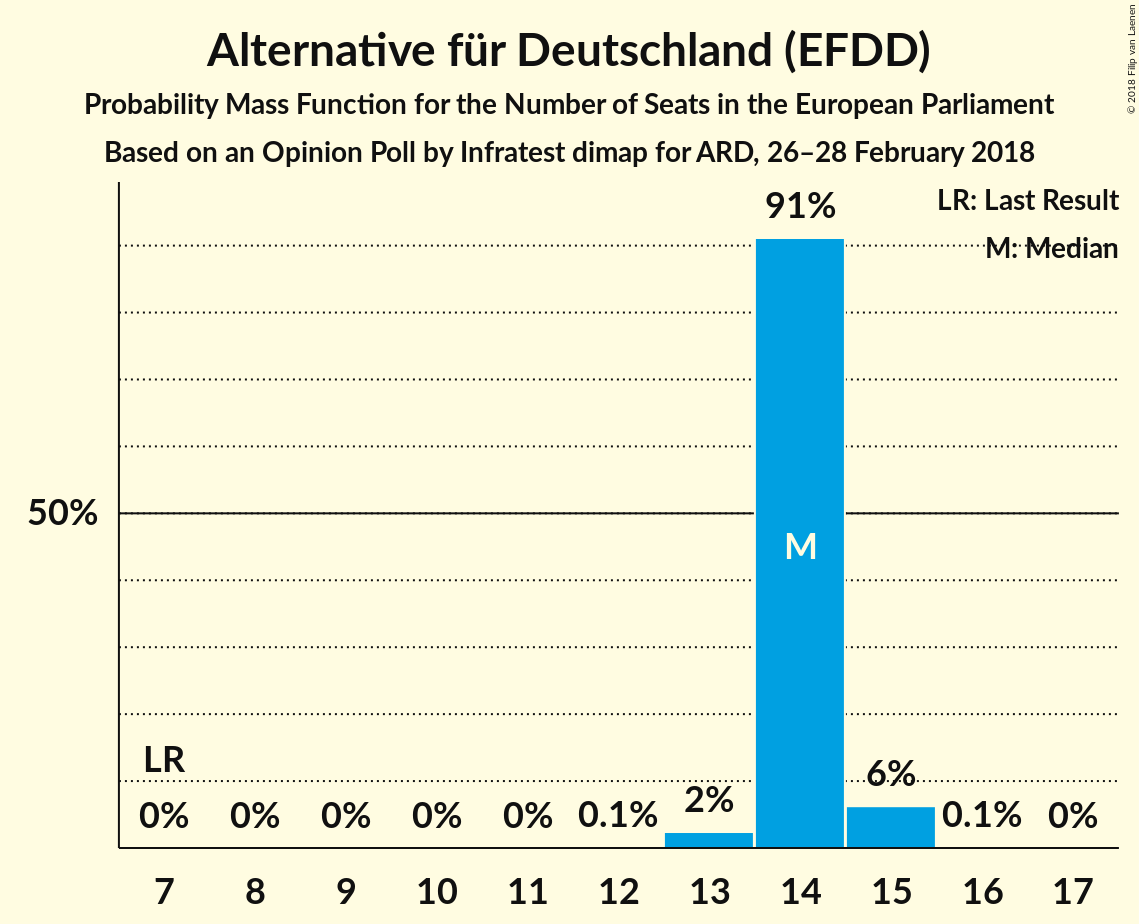 Alternative für Deutschland (EFDD)
Probability Mass Function for the Number of Seats in the European Parliament
Based on an Opinion Poll by Infratest dimap for ARD, 26–28 February 2018
© 2018 Filip van Laenen
LR: Last Result
M: Median
91%
50%
M
LR
0% 0% 0% 0% 0% 0.1% 2% 6% 0.1% 0%
7 8 9 10 11 12 13 14 15 16 17